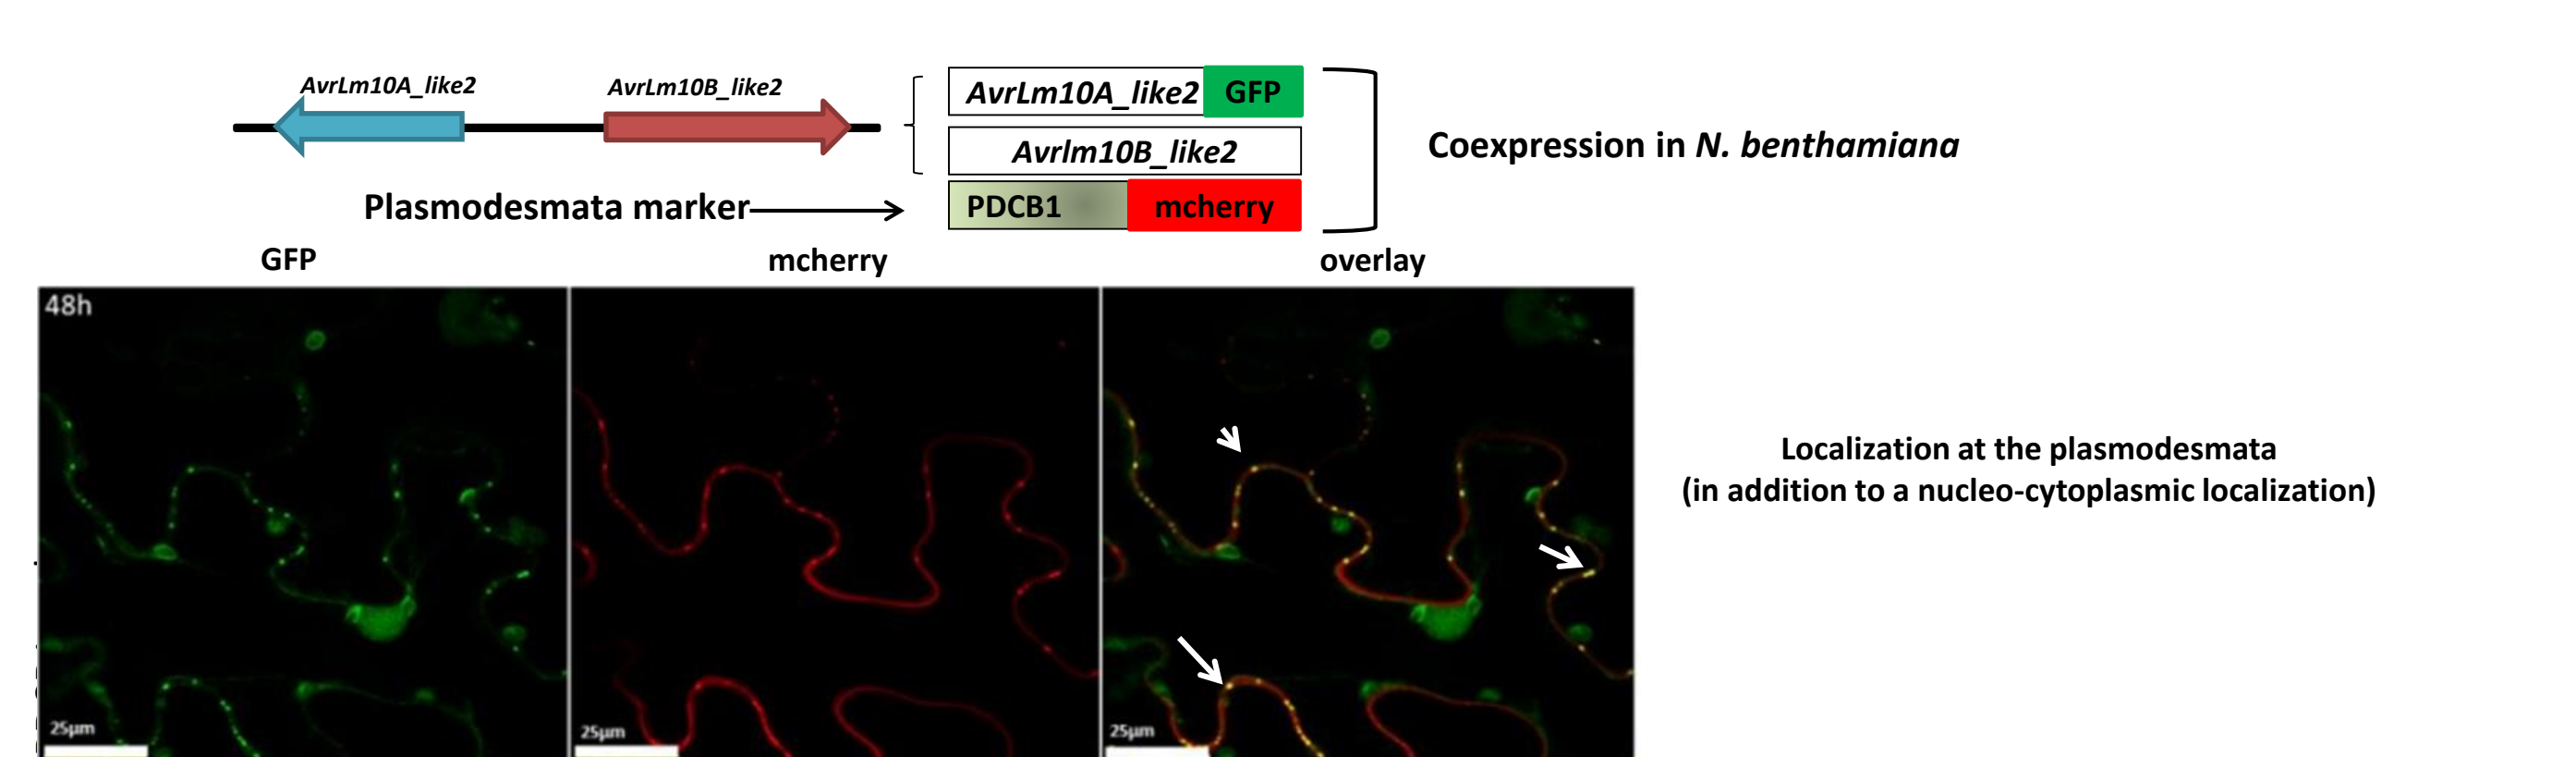 AvrLm10A_like2
AvrLm10B_like2
AvrLm10A_like2 GFP
Avrlm10B_like2
Coexpression in N. benthamiana
Plasmodesmata marker
PDCB1 mcherry
GFP
mcherry
overlay
48h
Localization at the plasmodesmata
(in addition to a nucleo-cytoplasmic localization)
25µm
25µm
25µm